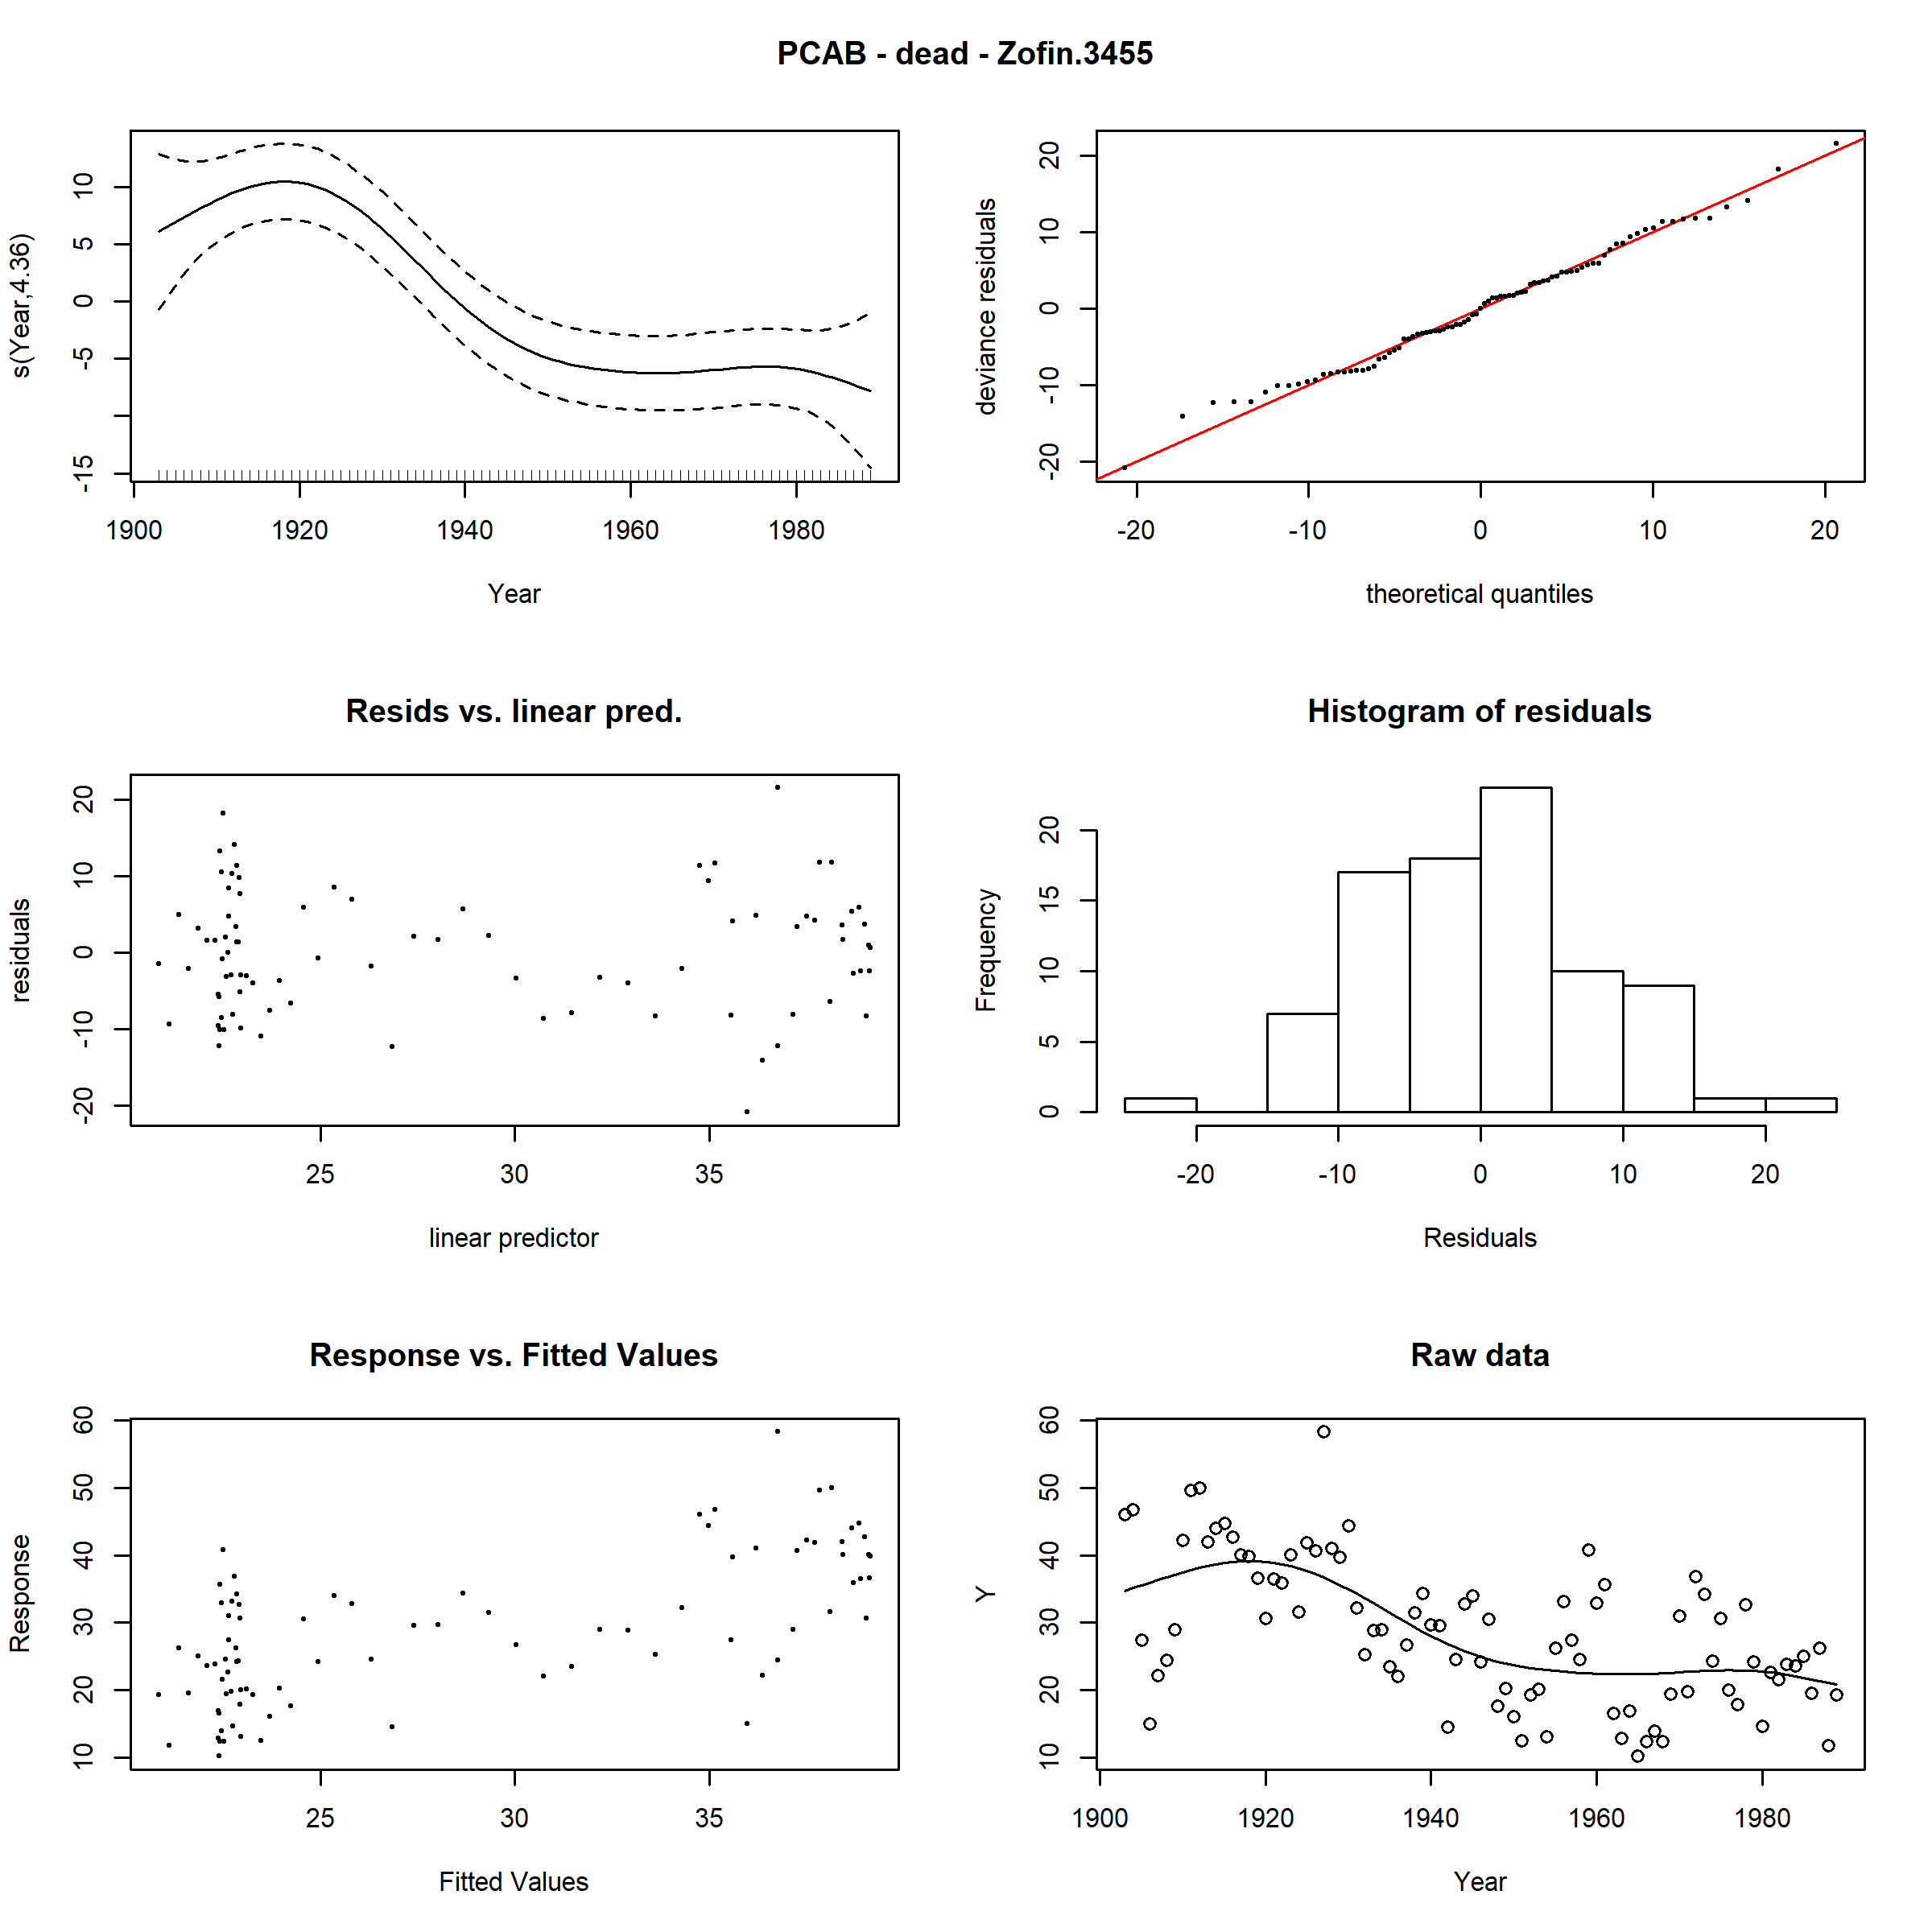 PCAB - dead - Zofin.3455
s(Year,4.36)
-15 -5 0 5 10
1900 1920 1940 1960 1980
Year
deviance residuals
-20 -10 0 10 20
-20 -10 0 10 20
theoretical quantiles
Resids vs. linear pred.
residuals
-20 -10 0 10 20
25 30 35
linear predictor
Histogram of residuals
Frequency
0 5 10 15 20
-20 -10 0 10 20
Residuals
Response vs. Fitted Values
Response
10 20 30 40 50 60
25 30 35
Fitted Values
Raw data
Y
10 20 30 40 50 60
1900 1920 1940 1960 1980
Year